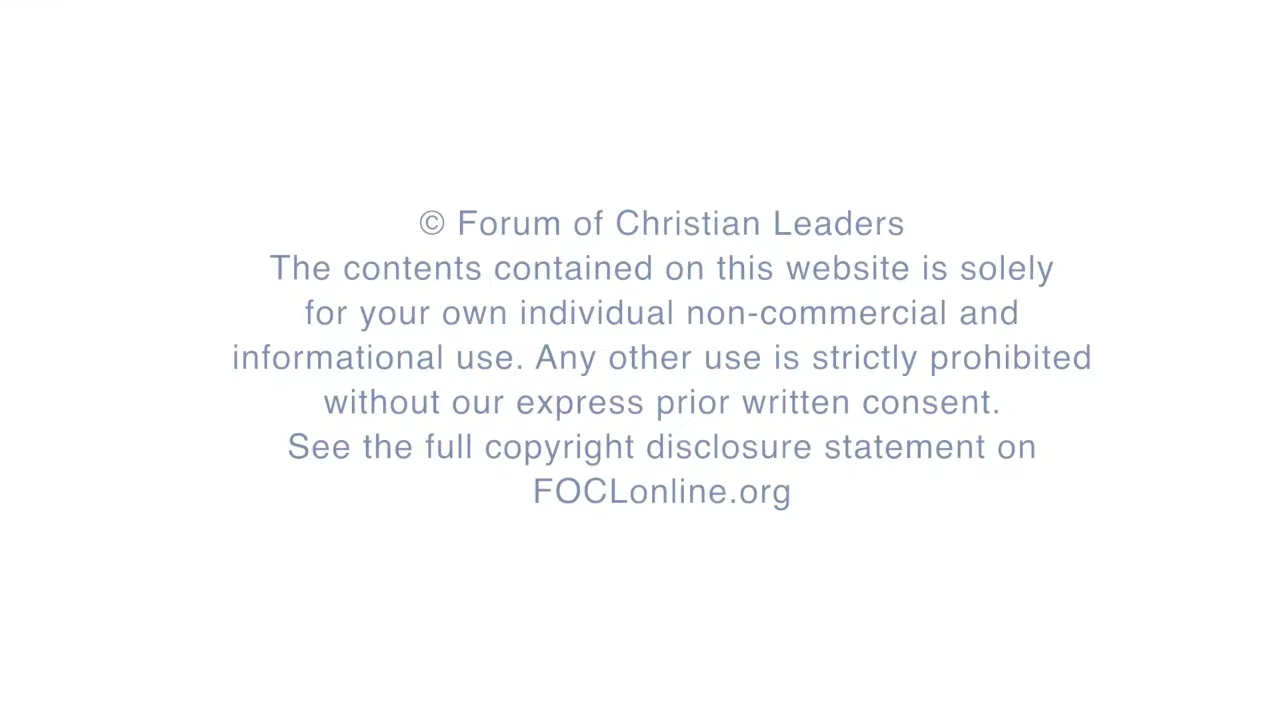 © Forum of Christian Leaders
The contents contained on this website is solely
for your own individual non-commercial and
informational use. Any other use is strictly prohibited
without our express prior written consent.
See the full copyright disclosure statement on
FOCLonline.org